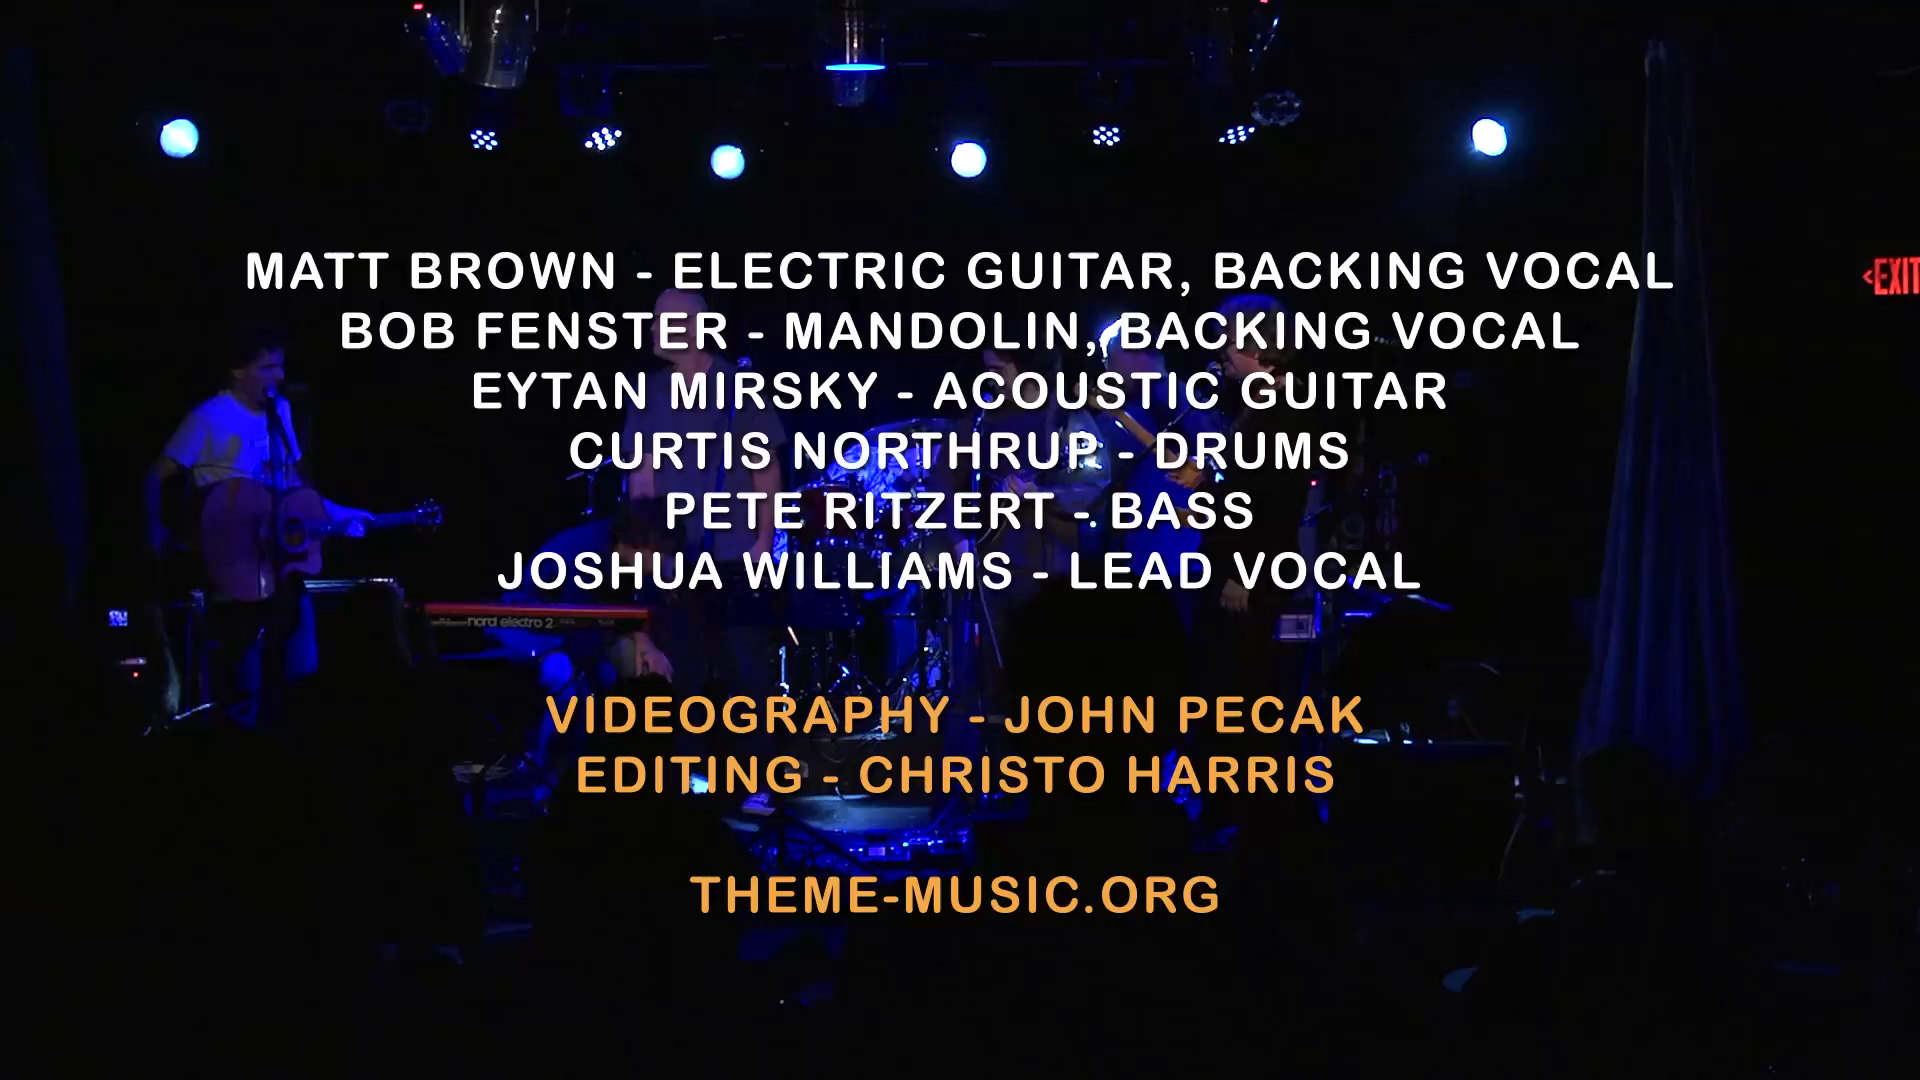 MATT BROWN - ELECTRIC GUITAR, BACKING VOCAL
<EXIT
BOB FENSTER - MANDOLIN, BACKING VOCAL
EYTAN MIRSKY - ACOUSTIC GUITAR
CURTIS NORTHRUP - DRUMS
PETE RITZERT - BASS
JOSHUA WILLIAMS - LEAD VOCAL
nord electro 2
VIDEOGRAPHY - JOHN PECAK
EDITING - CHRISTO HARRIS
THEME-MUSIC.ORG